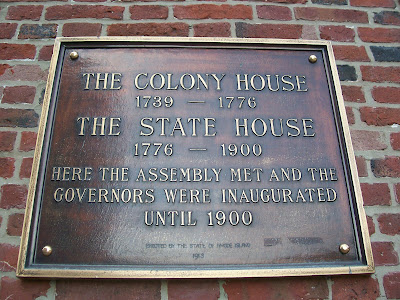 THE COLONY HOUSE
1739 — 1776
THE STATE HOUSE
1776 — 1900
HERE THE ASSEMBLY MET AND THE
GOVERNORS WERE INAUGURATED
UNTIL 1900
ERECTED BY THE STATE OF RHODE ISLAND